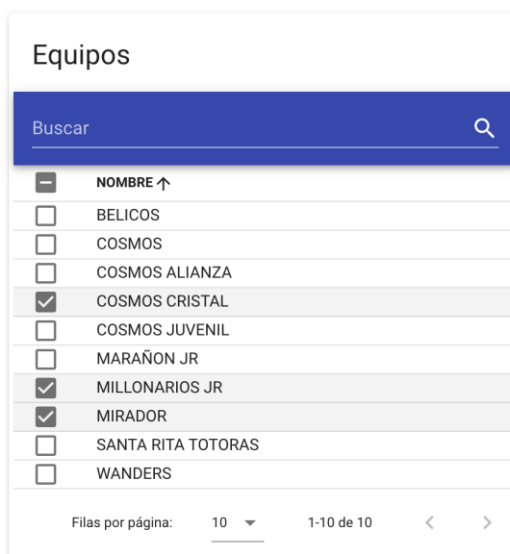 Equipos
Buscar
NOMBRE
BELICOS
COSMOS
COSMOS ALIANZA
COSMOS CRISTAL
COSMOS JUVENIL
MARAÑON JR
MILLONARIOS JR
MIRADOR
SANTA RITA TOTORAS
WANDERS
Filas por página: 10 1-10 de 10